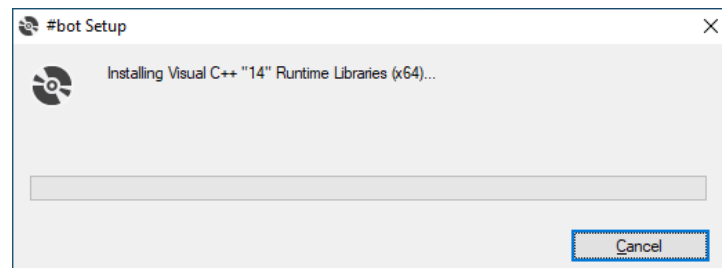 #bot Setup
Installing Visual C++ "14" Runtime Libraries (x64)...
Cancel